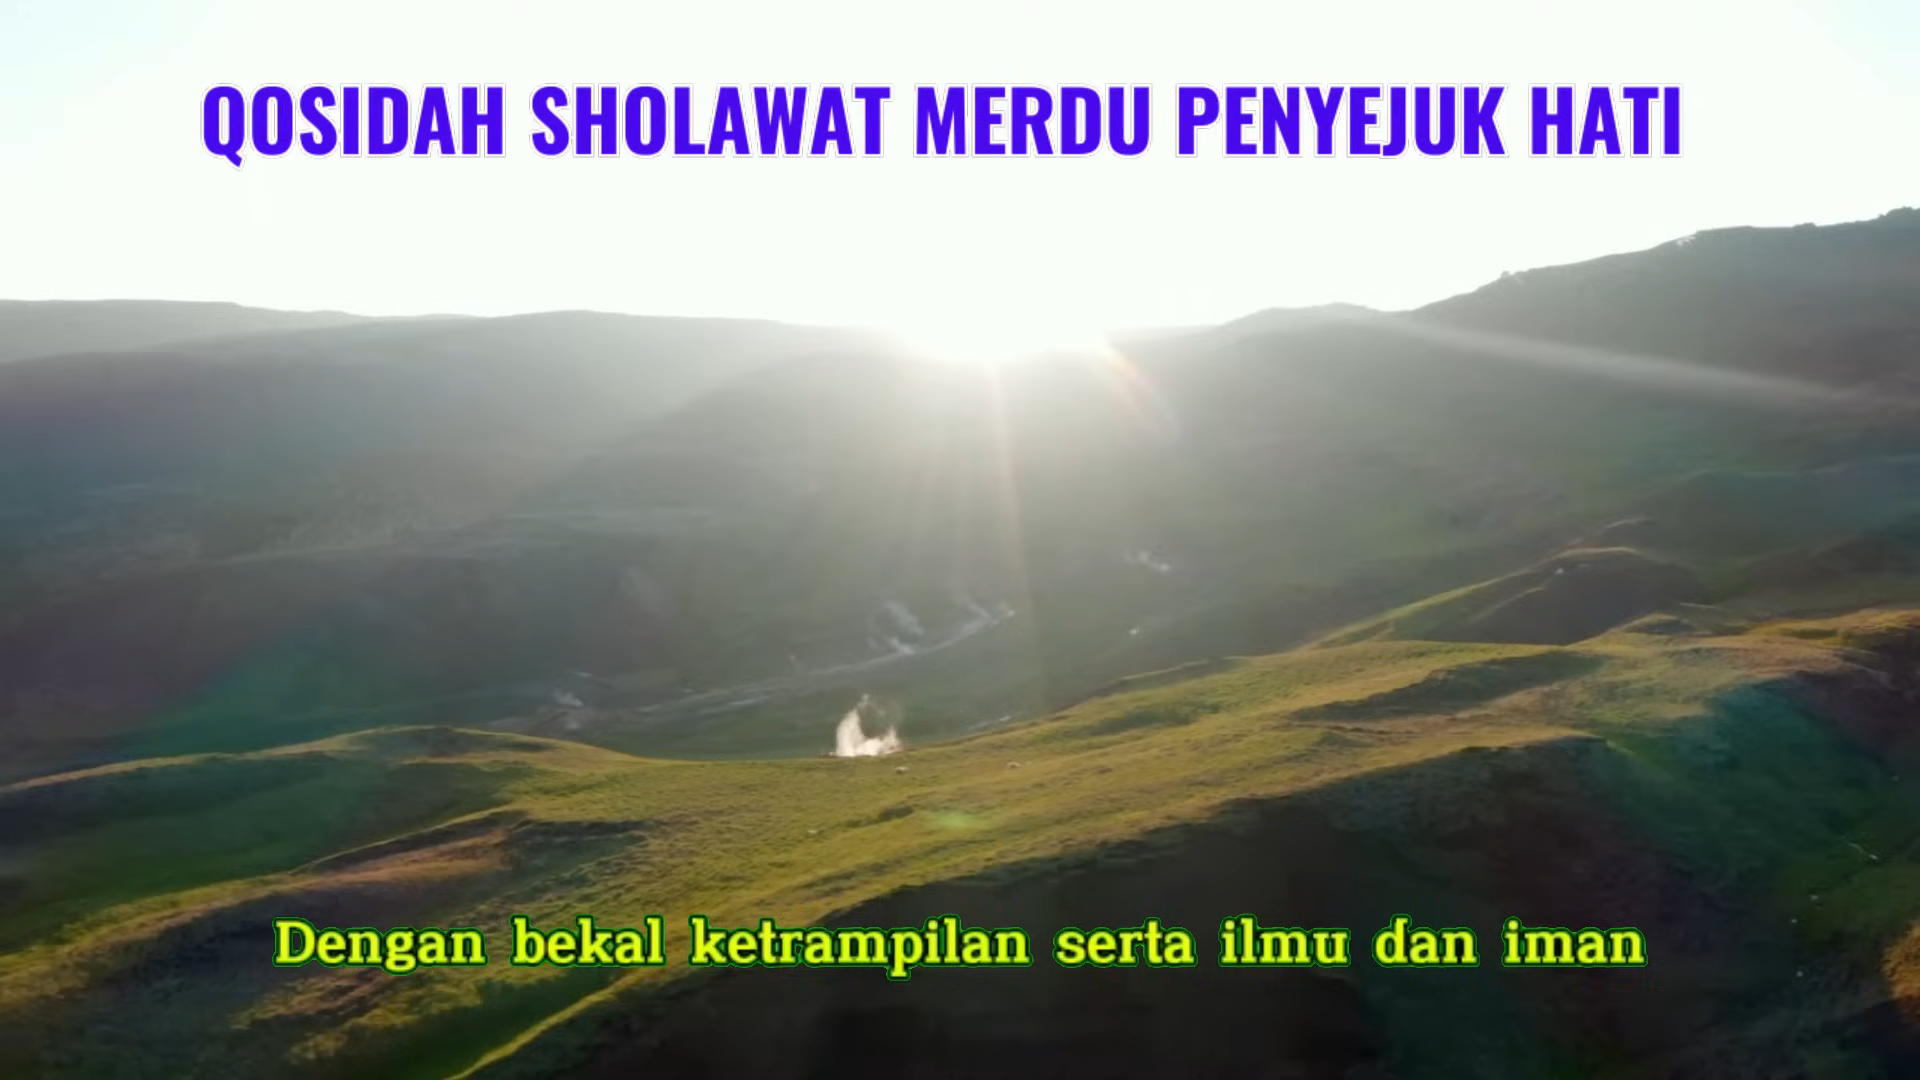 QOSIDAH SHOLAWAT MERDU PENYEJUK HATI
Dengan bekal ketrampilan serta ilmu dan iman